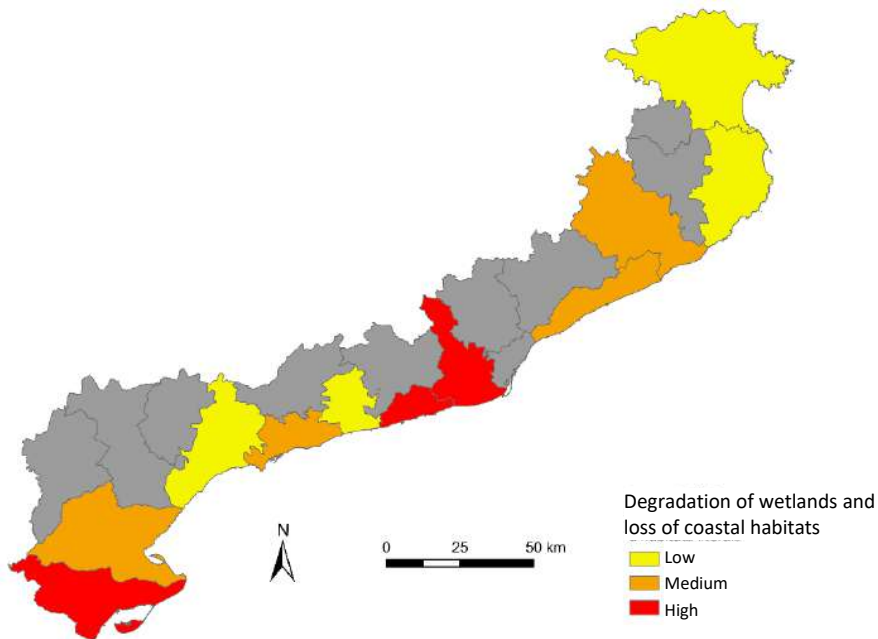 Degradation of wetlands and
loss of coastal habitats
N
0 25 50 km
Low
Medium
High